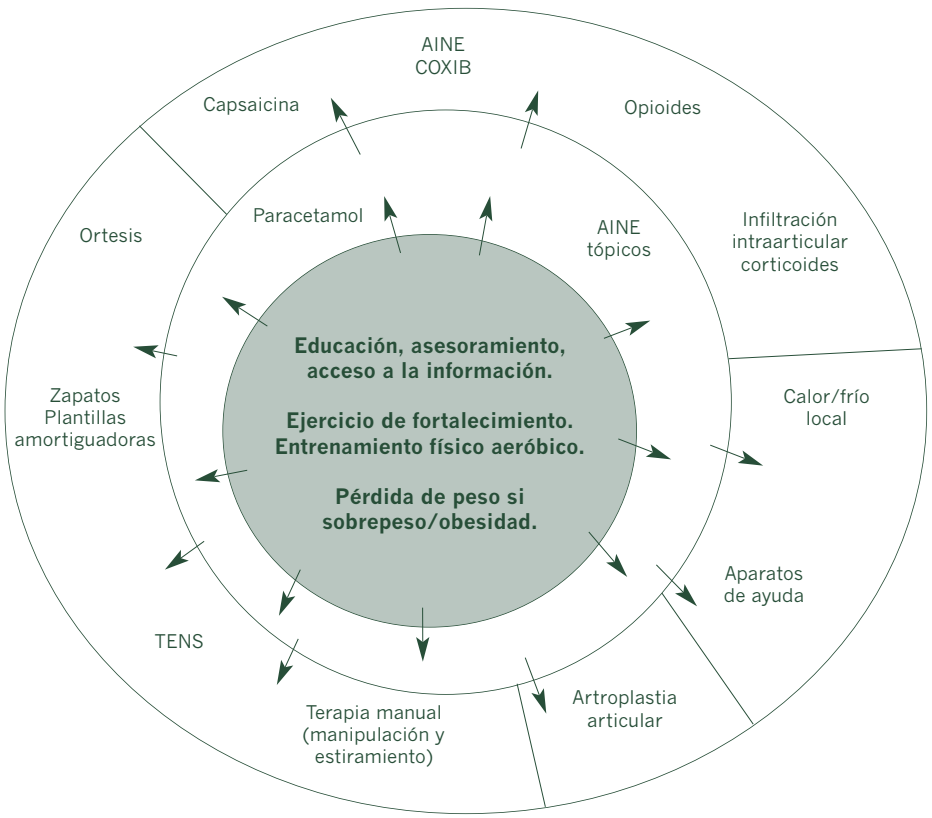 AINE
COXIB
Capsaicina
Opioides
Paracetamol
AINE
tópicos
Infiltración
intraarticular
corticoides
Ortesis
Educación, asesoramiento,
acceso a la información.
Ejercicio de fortalecimiento.
Entrenamiento físico aeróbico.
Pérdida de peso si
sobrepeso/obesidad.
Zapatos
Plantillas
amortiguadoras
Calor/frío
local
Aparatos
de ayuda
TENS
Terapia manual
(manipulación y
estiramiento)
Artroplastia
articular